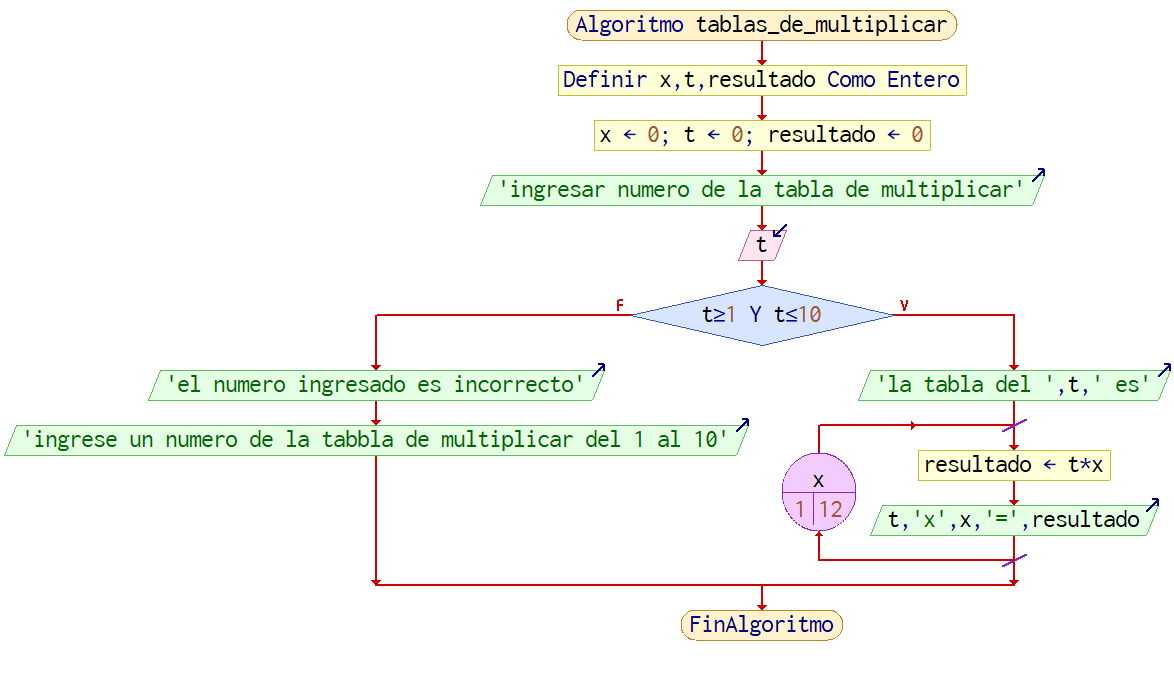 Algoritmo tablas_de_multiplicar
Definir x,t,resultado Como Entero
x ← 0; t ← 0; resultado ← 0
'ingresar numero de la tabla de multiplicar'
t
F
t≥1 Y t≤10
V
'el numero ingresado es incorrecto'
'ingrese un numero de la tabbla de multiplicar del 1 al 10'
'la tabla del ',t,' es'
x
1 12
resultado ← t*x
t,'x',x,'=',resultado
FinAlgoritmo